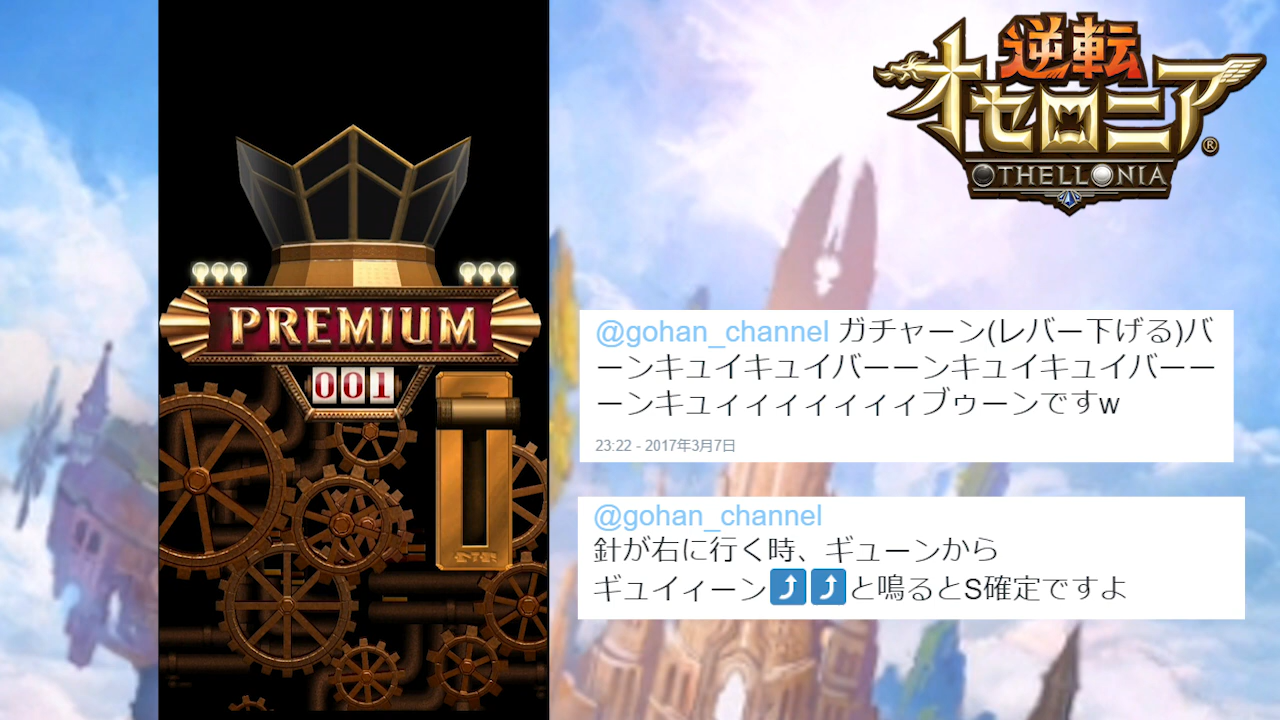 逆転
オセロニア®
OTHELLONIA
PREMIUM
001
@gohan_channel ガチャーン(レバー下げる)バ
ーンキュイキュイバーーンキュイキュイバーー
ーンキュィィィィィィィブゥーンですw
23:22 - 2017年3月7日
@gohan_channel
針が右に行く時、ギューンから
ギュイィーン⤴⤴と鳴るとS確定ですよ